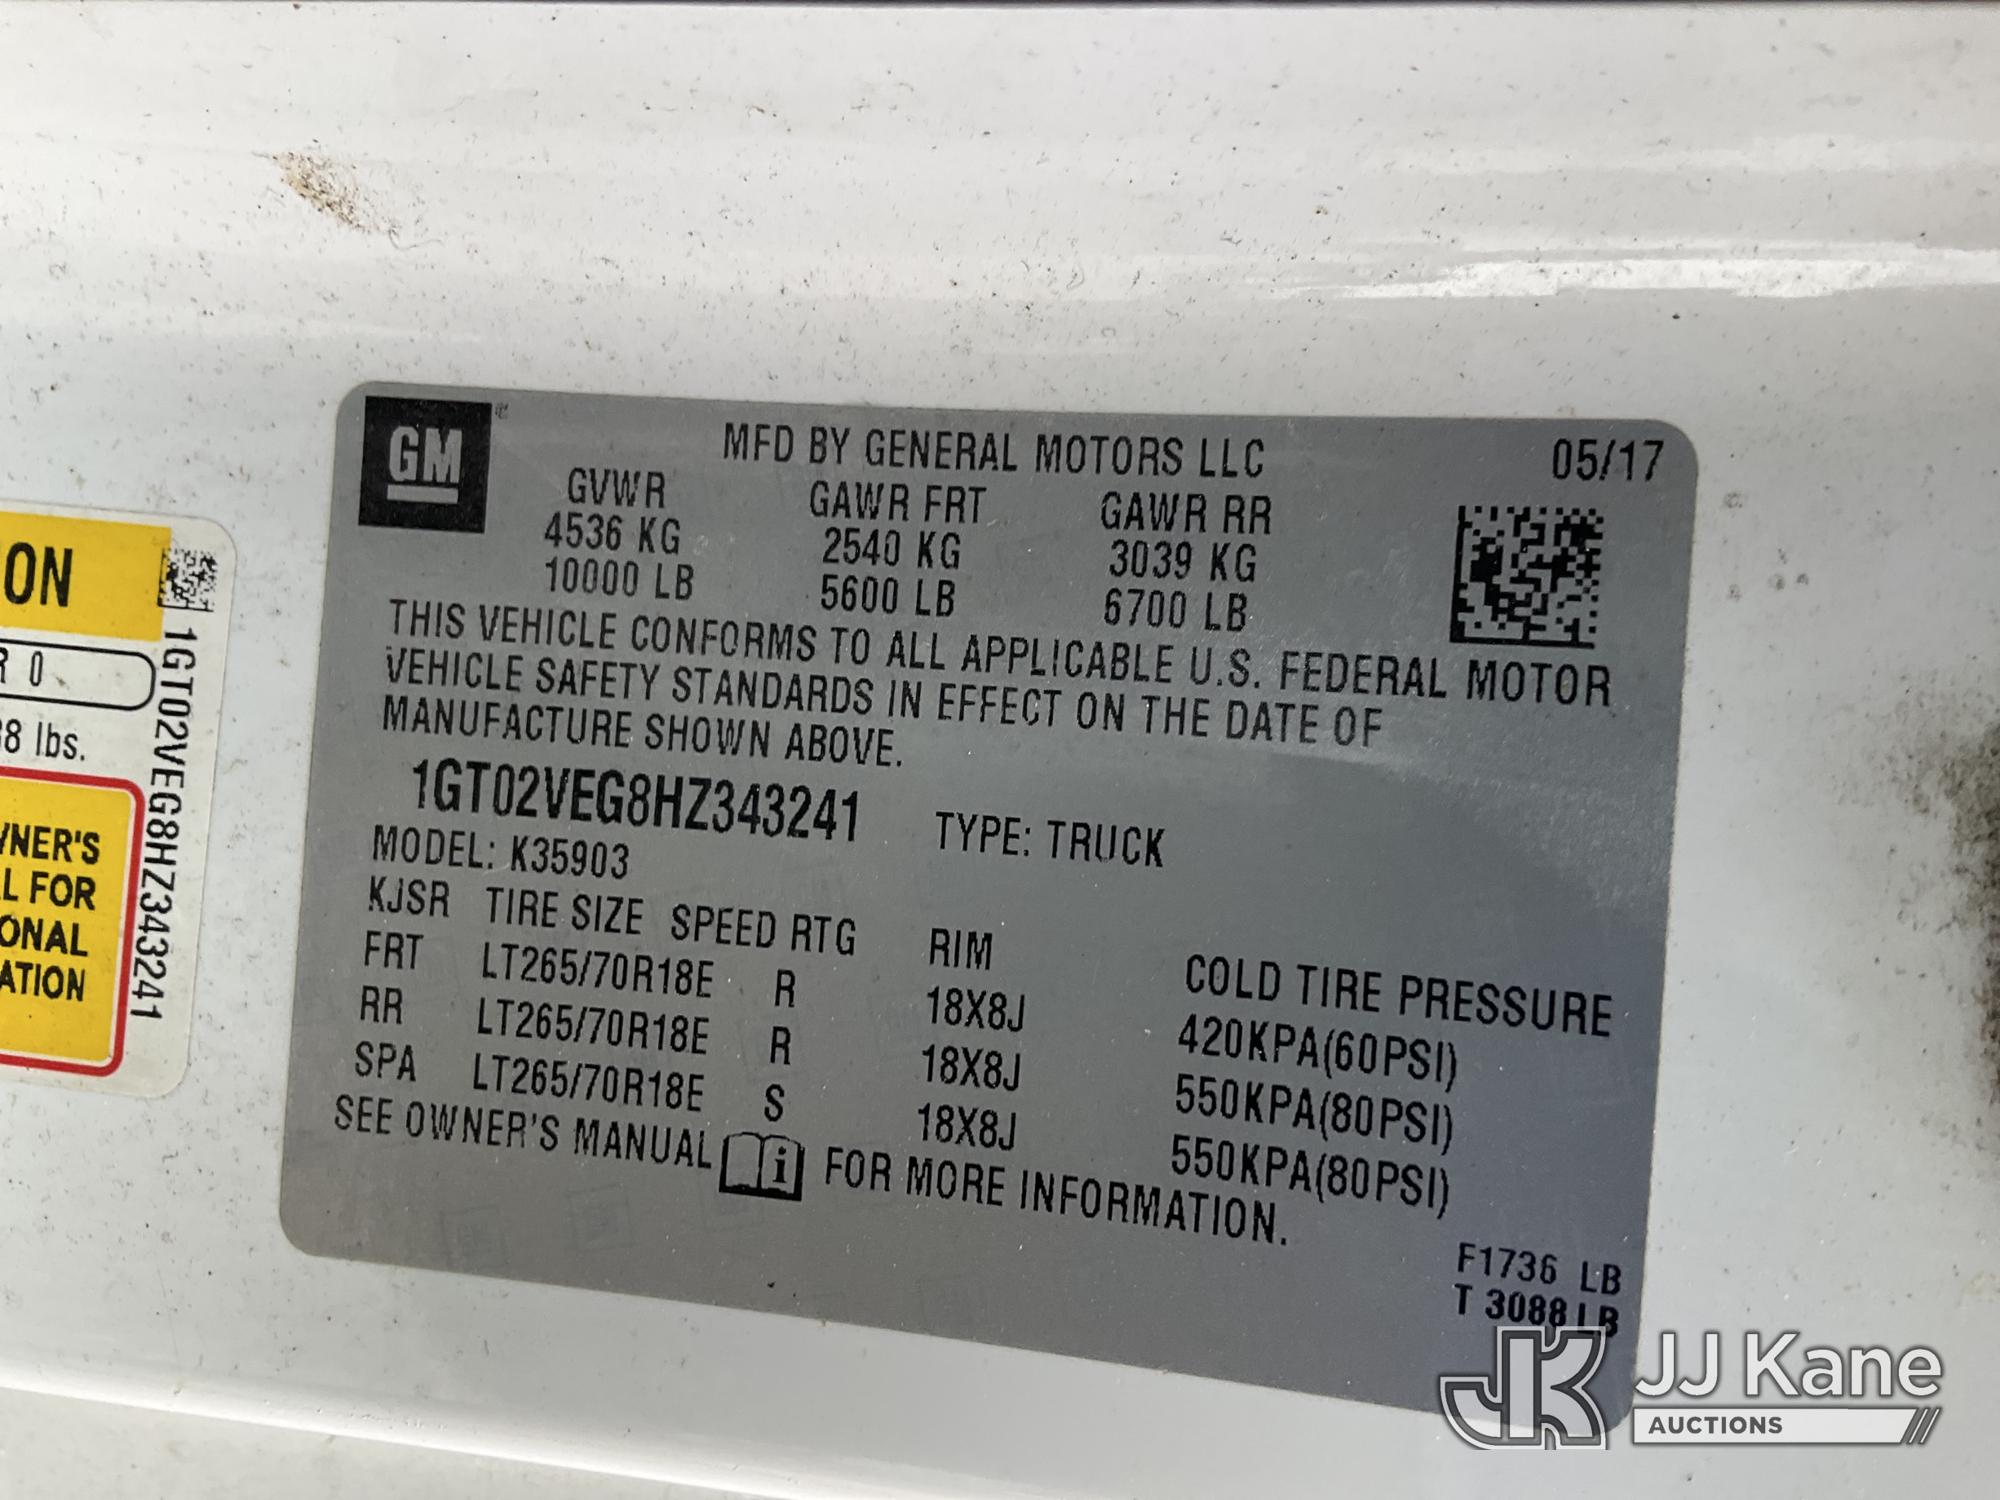 GM
MFD BY GENERAL MOTORS LLC 05/17
GVWR GAWR FRT GAWR RR
4536 KG 2540 KG 3039 KG
10000 LB 5600 LB 6700 LB
THIS VEHICLE CONFORMS TO ALL APPLICABLE U.S. FEDERAL MOTOR
VEHICLE SAFETY STANDARDS IN EFFECT ON THE DATE OF
MANUFACTURE SHOWN ABOVE.
1GT02VEG8HZ343241 TYPE: TRUCK
MODEL: K35903
KJSR TIRE SIZE SPEED RTG RIM COLD TIRE PRESSURE
FRT LT265/70R18E R 18X8J 420KPA(60PSI)
RR LT265/70R18E R 18X8J 550KPA(80PSI)
SPA LT265/70R18E S 18X8J 550KPA(80PSI)
SEE OWNER'S MANUAL i FOR MORE INFORMATION.
F1736 LB
T 3088 LB
ON
R 0
8 lbs.
WNER'S
L FOR
ONAL
ATION
1GT02VEG8HZ343241
JK JJ Kane
AUCTIONS